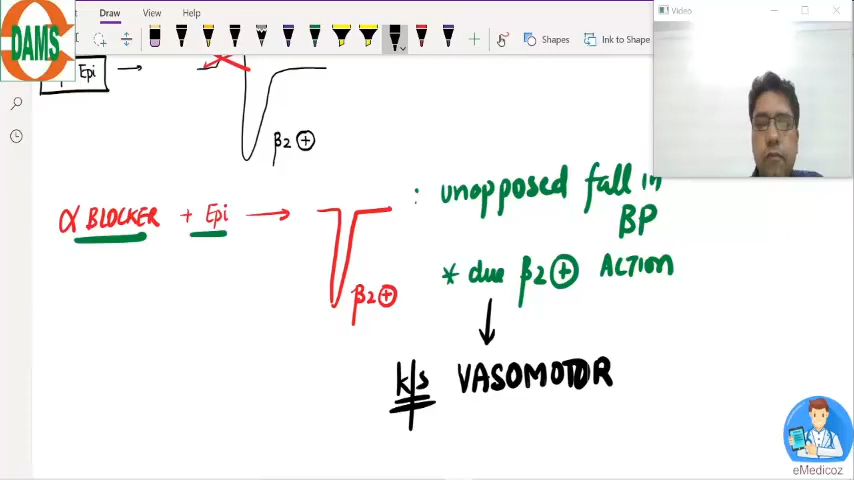 Draw View Help
DAMS
Shapes
Ink to Shape
Video
Epi
β2 +
α BLOCKER + Epi : unopposed fall in
BP
β2 +
* due β2 + ACTION
k/s VASOMOTOR
eMedicoz